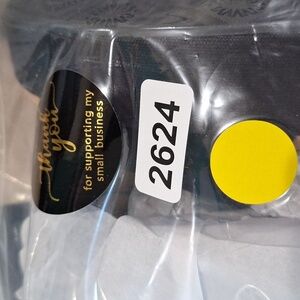 thank
you
for supporting my
small business
2624